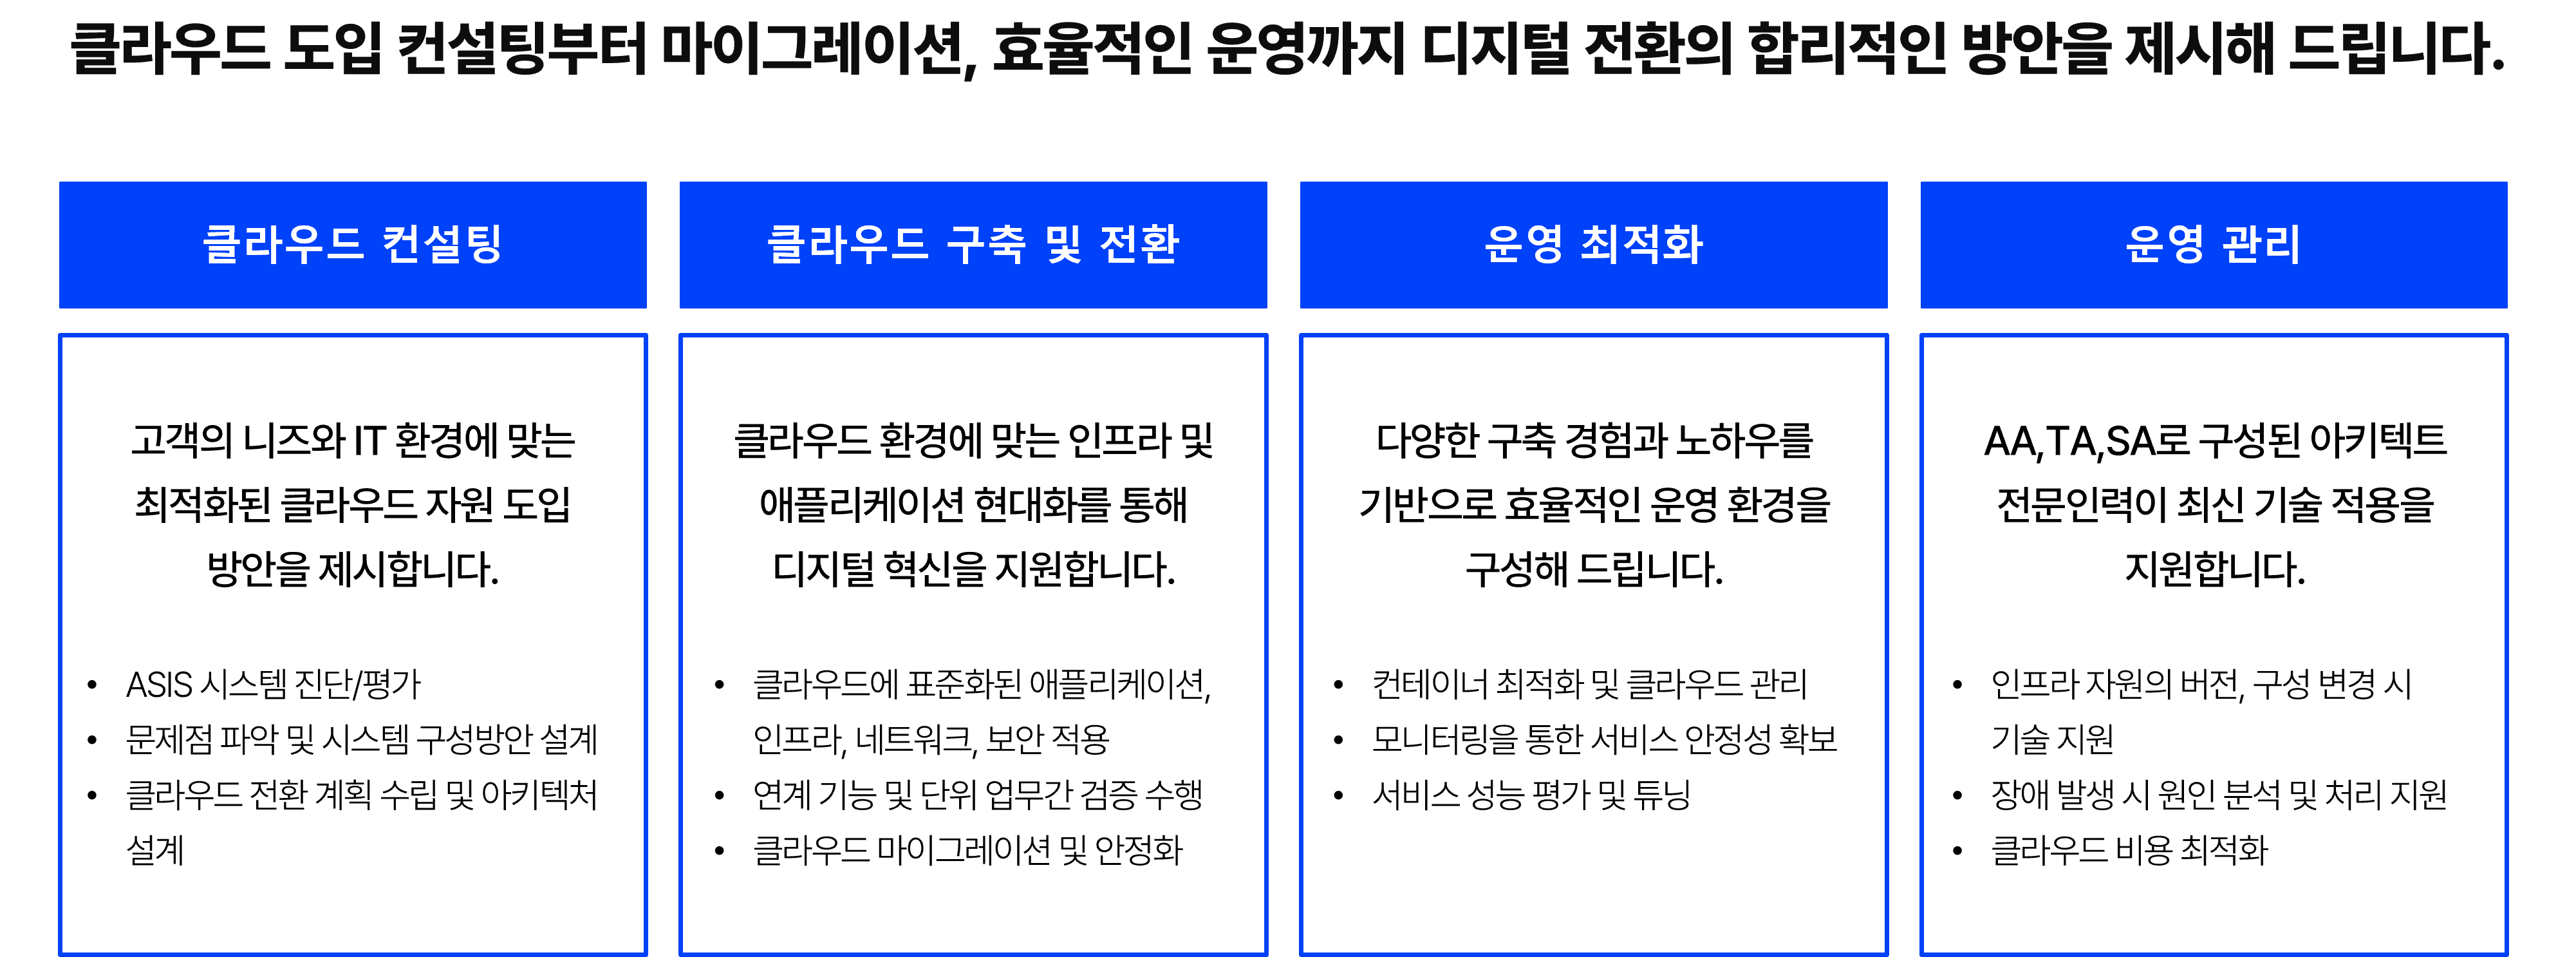 클라우드 도입 컨설팅부터 마이그레이션, 효율적인 운영까지 디지털 전환의 합리적인 방안을 제시해 드립니다.
클라우드 컨설팅
고객의 니즈와 IT 환경에 맞는
최적화된 클라우드 자원 도입
방안을 제시합니다.
• ASIS 시스템 진단/평가
• 문제점 파악 및 시스템 구성방안 설계
• 클라우드 전환 계획 수립 및 아키텍처
설계
클라우드 구축 및 전환
클라우드 환경에 맞는 인프라 및
애플리케이션 현대화를 통해
디지털 혁신을 지원합니다.
• 클라우드에 표준화된 애플리케이션,
인프라, 네트워크, 보안 적용
• 연계 기능 및 단위 업무간 검증 수행
• 클라우드 마이그레이션 및 안정화
운영 최적화
다양한 구축 경험과 노하우를
기반으로 효율적인 운영 환경을
구성해 드립니다.
• 컨테이너 최적화 및 클라우드 관리
• 모니터링을 통한 서비스 안정성 확보
• 서비스 성능 평가 및 튜닝
운영 관리
AA,TA,SA로 구성된 아키텍트
전문인력이 최신 기술 적용을
지원합니다.
• 인프라 자원의 버전, 구성 변경 시
기술 지원
• 장애 발생 시 원인 분석 및 처리 지원
• 클라우드 비용 최적화